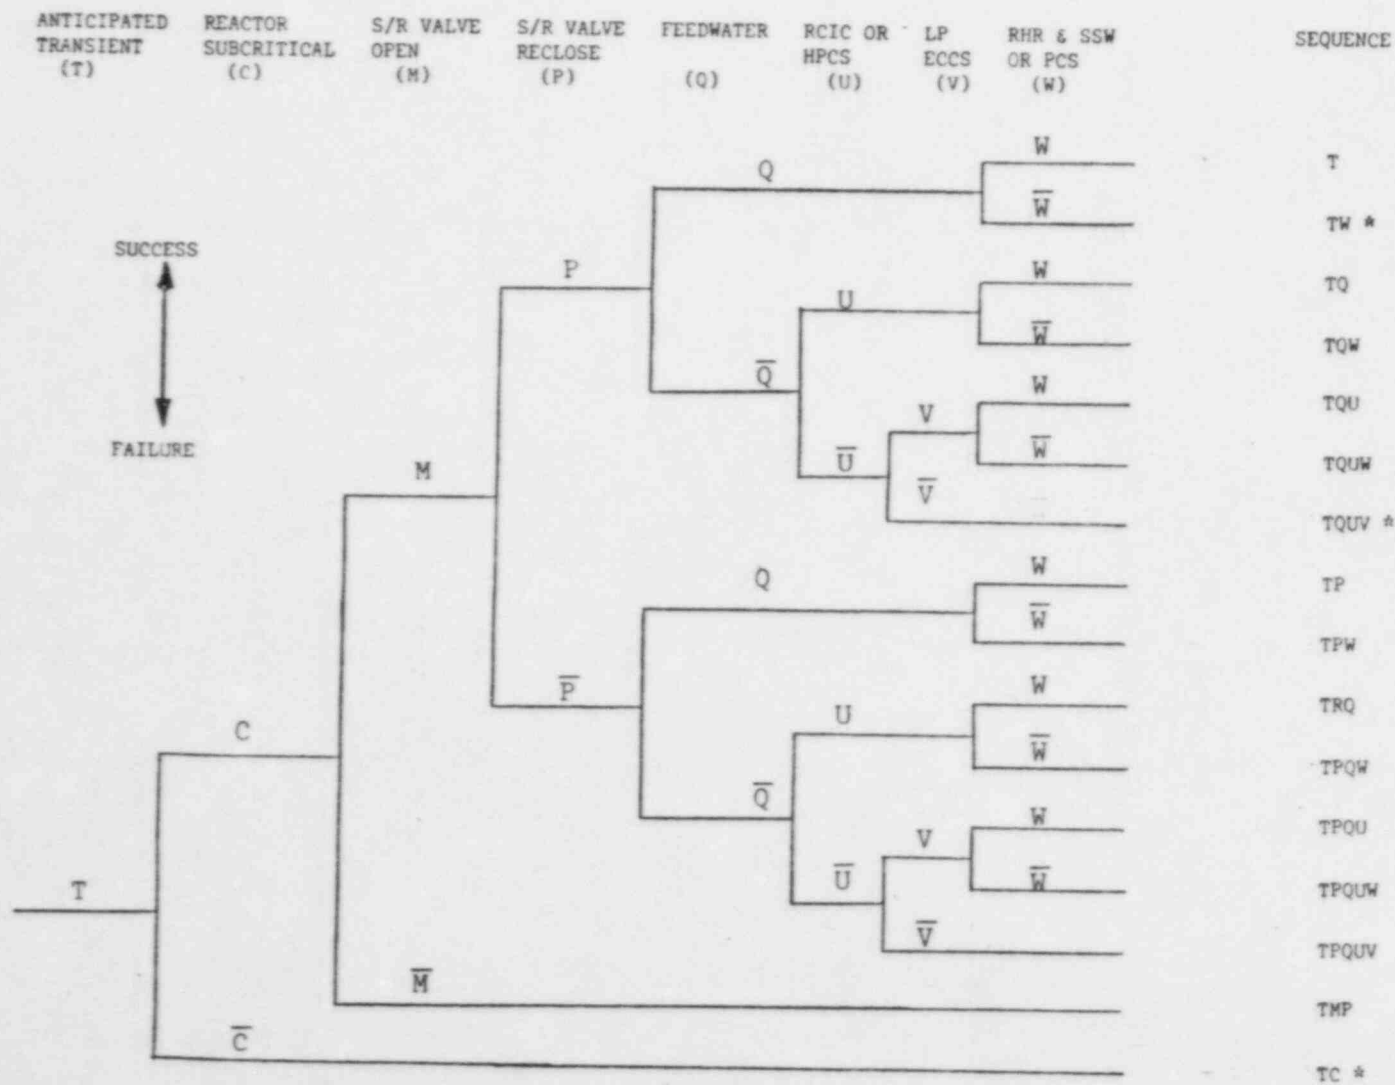 ANTICIPATED TRANSIENT (T)
REACTOR SUBCRITICAL (C)
S/R VALVE OPEN (M)
S/R VALVE RECLOSE (P)
FEEDWATER (Q)
RCIC OR HPCS (U)
LP ECCS (V)
RHR & SSW OR PCS (W)
SEQUENCE
SUCCESS
FAILURE
W
T
Q
W̅
TW *
P
W
TQ
U
W̅
TQW
Q̅
W
TQU
V
U̅
W̅
TQUW
V̅
TQUV *
M
Q
W
TP
W̅
TPW
P̅
W
TRQ
U
W̅
TPQW
C
Q̅
W
TPQU
V
U̅
W̅
TPQUW
T
V̅
TPQUV
M̅
TMP
C̅
TC *